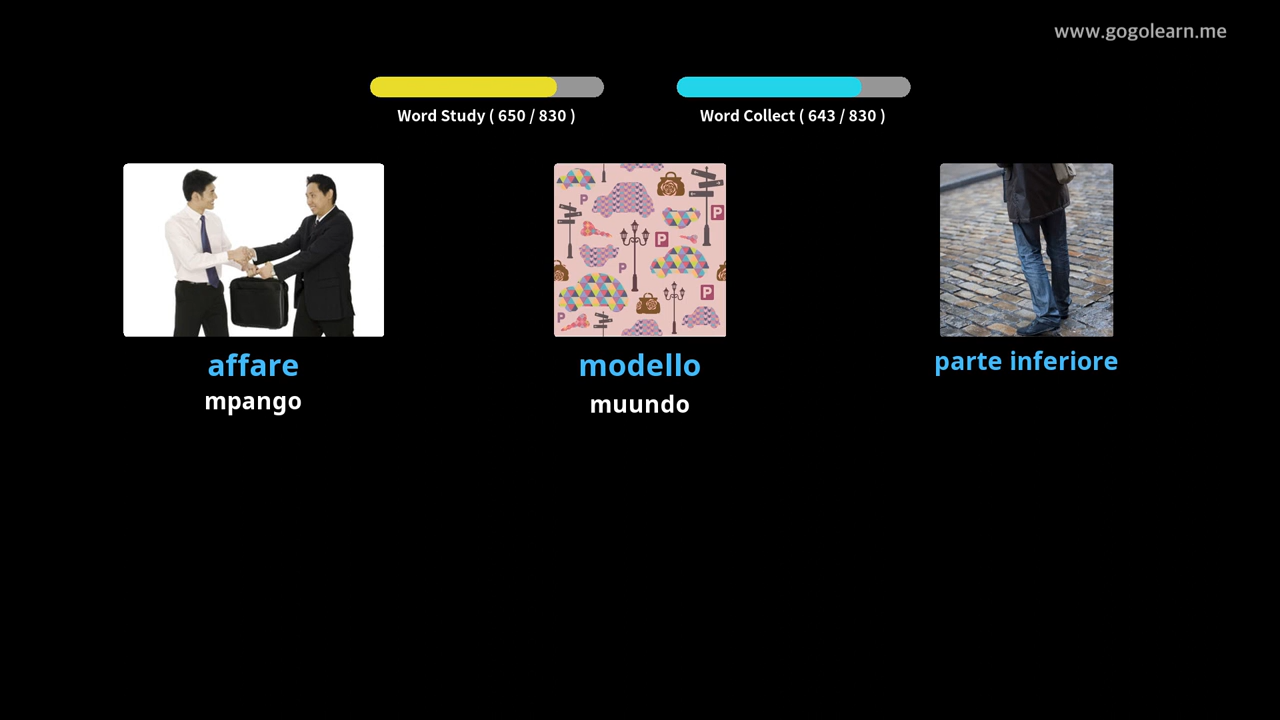 www.gogolearn.me
Word Study ( 650 / 830 )
Word Collect ( 643 / 830 )
P
P
P
P
P
P
affare
modello
parte inferiore
mpango
muundo